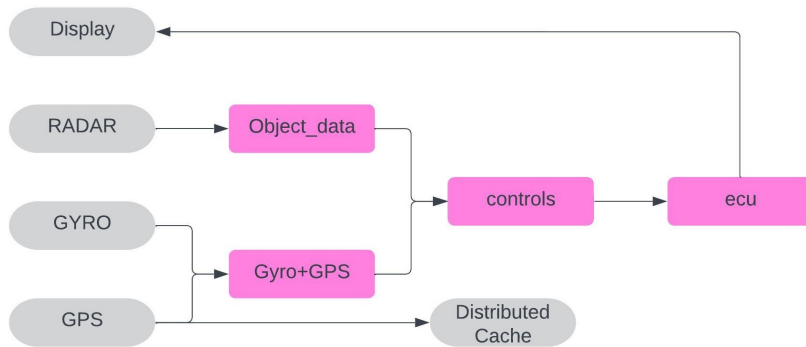 Display
RADAR
Object_data
GYRO
controls
ecu
Gyro+GPS
GPS
Distributed
Cache